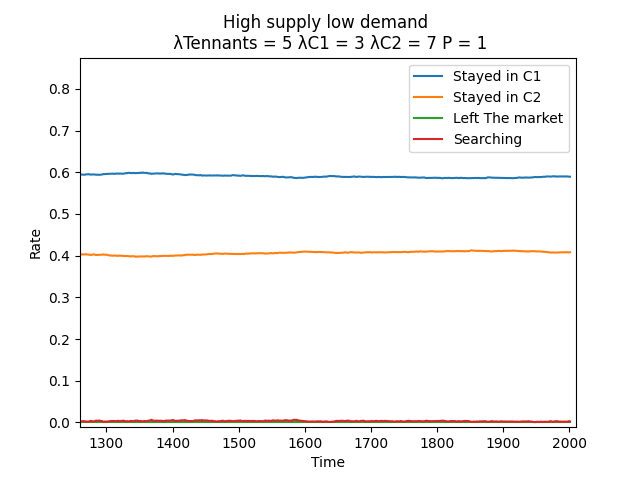 High supply low demand
λTennants = 5 λC1 = 3 λC2 = 7 P = 1
Stayed in C1
Stayed in C2
Left The market
Searching
Rate
0.8
0.7
0.6
0.5
0.4
0.3
0.2
0.1
0.0
1300 1400 1500 1600 1700 1800 1900 2000
Time